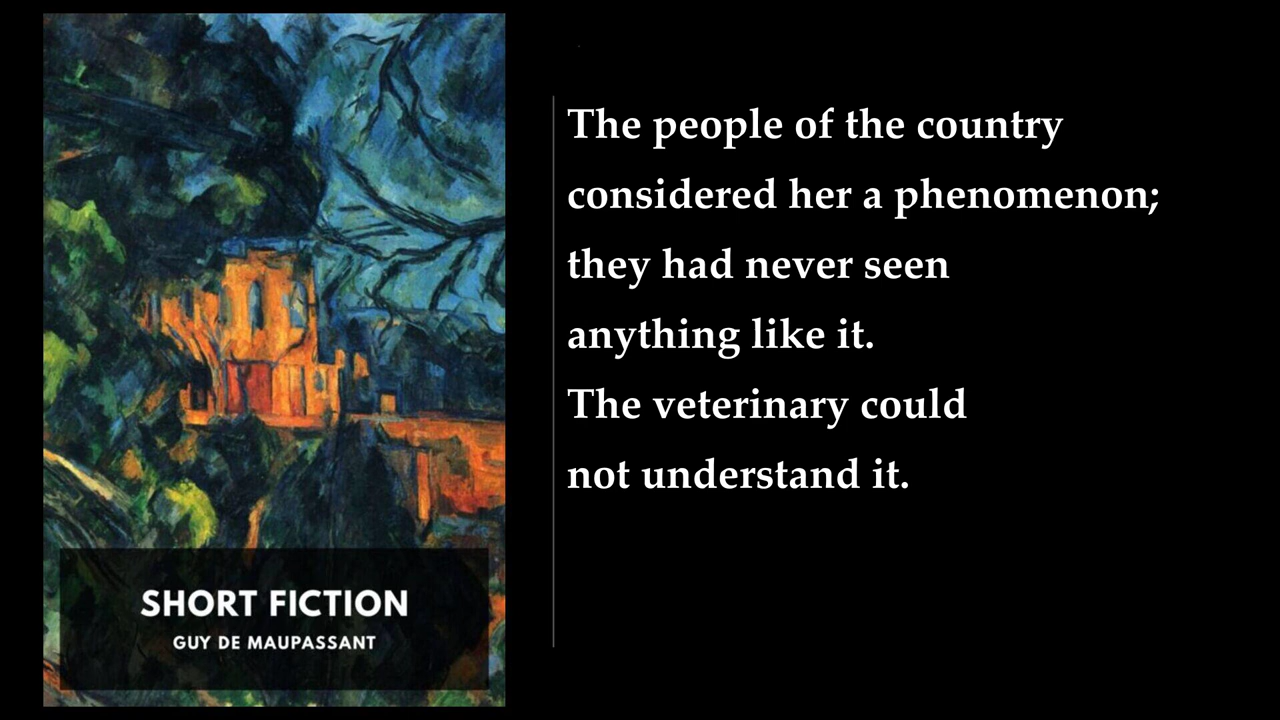 SHORT FICTION
GUY DE MAUPASSANT
The people of the country
considered her a phenomenon;
they had never seen
anything like it.
The veterinary could
not understand it.